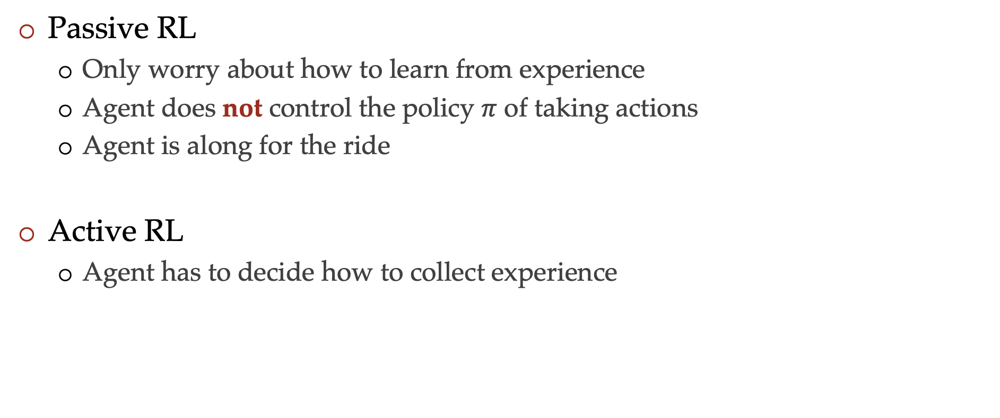 Passive RL
Only worry about how to learn from experience
Agent does not control the policy π of taking actions
Agent is along for the ride
Active RL
Agent has to decide how to collect experience